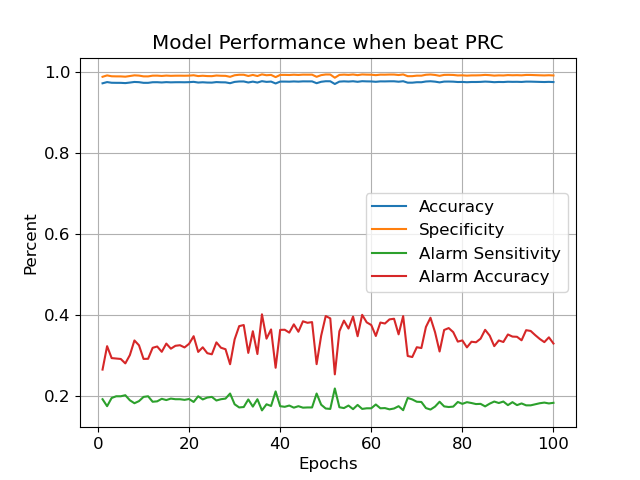 Model Performance when beat PRC
1.0
0.8
0.6
0.4
0.2
Percent
Accuracy
Specificity
Alarm Sensitivity
Alarm Accuracy
0 20 40 60 80 100
Epochs